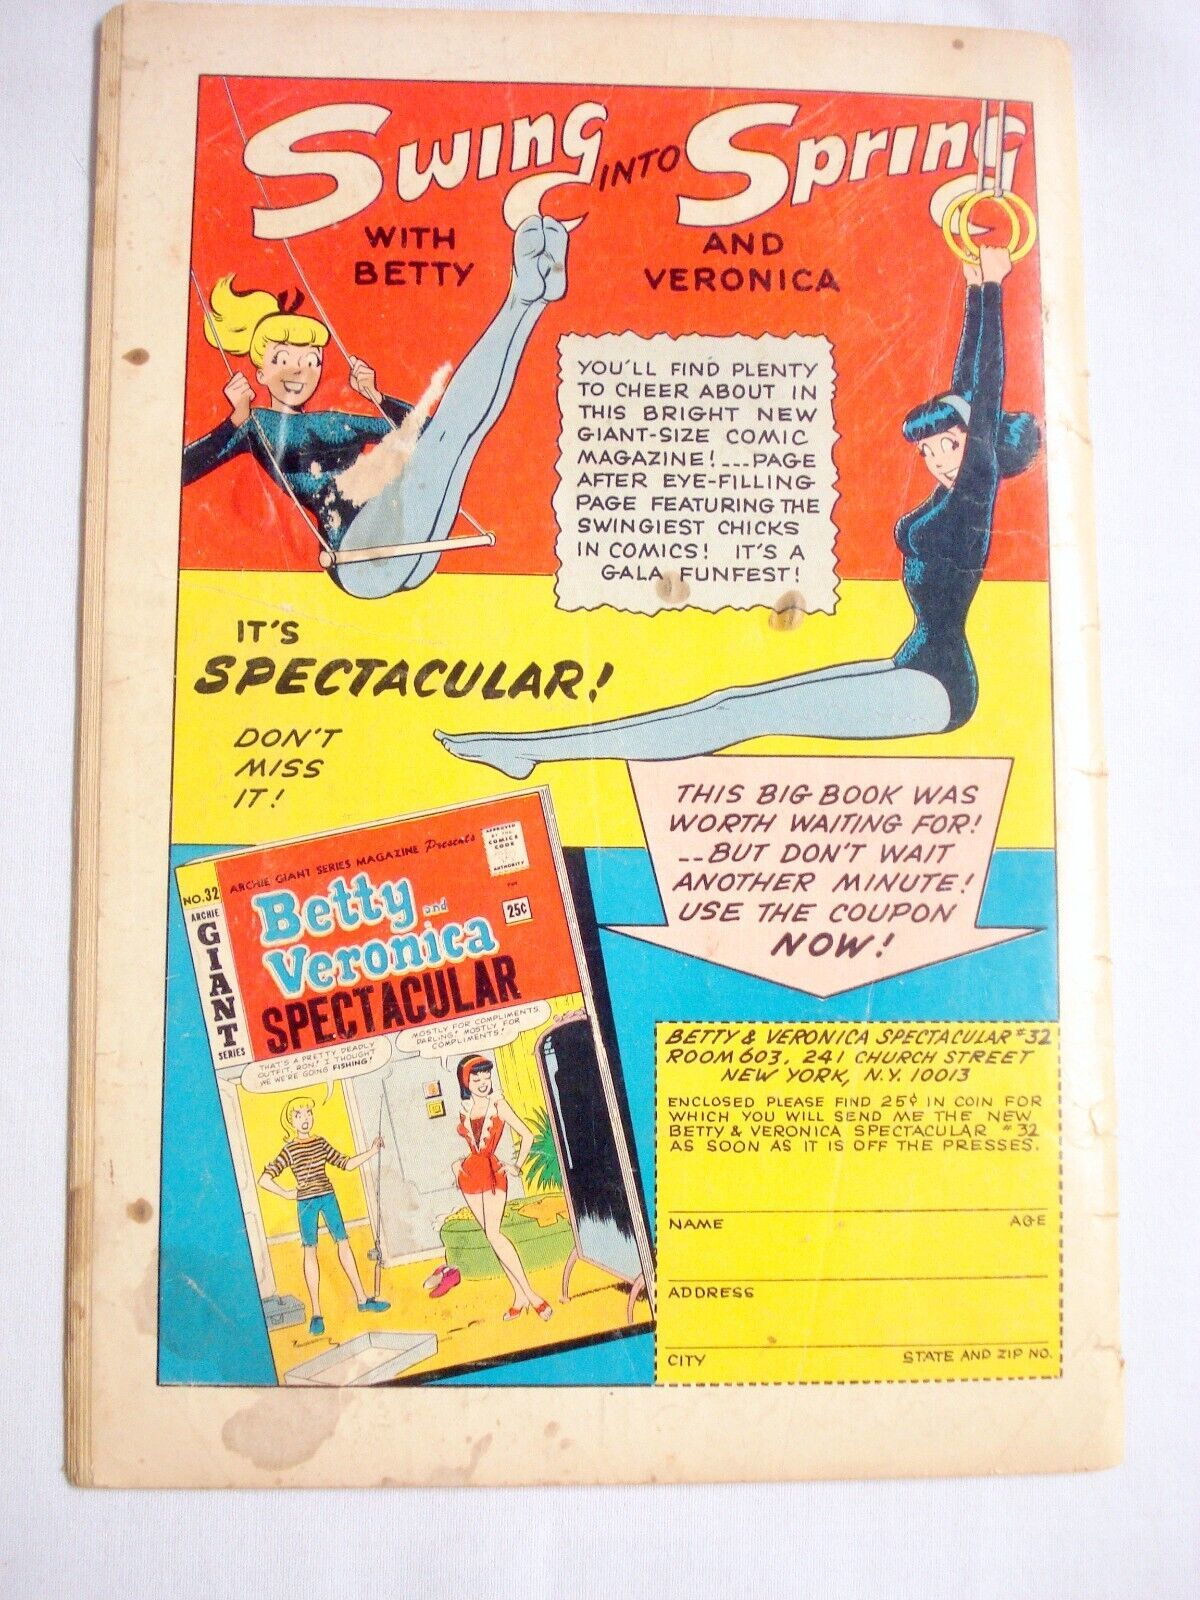 Swing INTO Spring
WITH
BETTY
AND
VERONICA
YOU'LL FIND PLENTY
TO CHEER ABOUT IN
THIS BRIGHT NEW
GIANT-SIZE COMIC
MAGAZINE!---PAGE
AFTER EYE-FILLING
PAGE FEATURING THE
SWINGIEST CHICKS
IN COMICS! IT'S A
GALA FUNFEST!
IT'S
SPECTACULAR!
DON'T
MISS
IT!
THIS BIG BOOK WAS
WORTH WAITING FOR!
--BUT DON'T WAIT
ANOTHER MINUTE!
USE THE COUPON
NOW!
NO.32
ARCHIE
GIANT
SERIES
ARCHIE GIANT SERIES MAGAZINE Presents
APPROVED
BY THE
COMICS
CODE
AUTHORITY
25¢
Betty and
Veronica
SPECTACULAR
THAT'S A PRETTY DEADLY
OUTFIT, RON! I THOUGHT
WE WERE GOING FISHING!
MOSTLY FOR COMPLIMENTS,
DARLING! MOSTLY FOR
COMPLIMENTS!
BETTY & VERONICA SPECTACULAR #32
ROOM 603, 241 CHURCH STREET
NEW YORK, N.Y. 10013
ENCLOSED PLEASE FIND 25¢ IN COIN FOR
WHICH YOU WILL SEND ME THE NEW
BETTY & VERONICA SPECTACULAR #32
AS SOON AS IT IS OFF THE PRESSES.
NAME AGE
ADDRESS
CITY STATE AND ZIP NO.